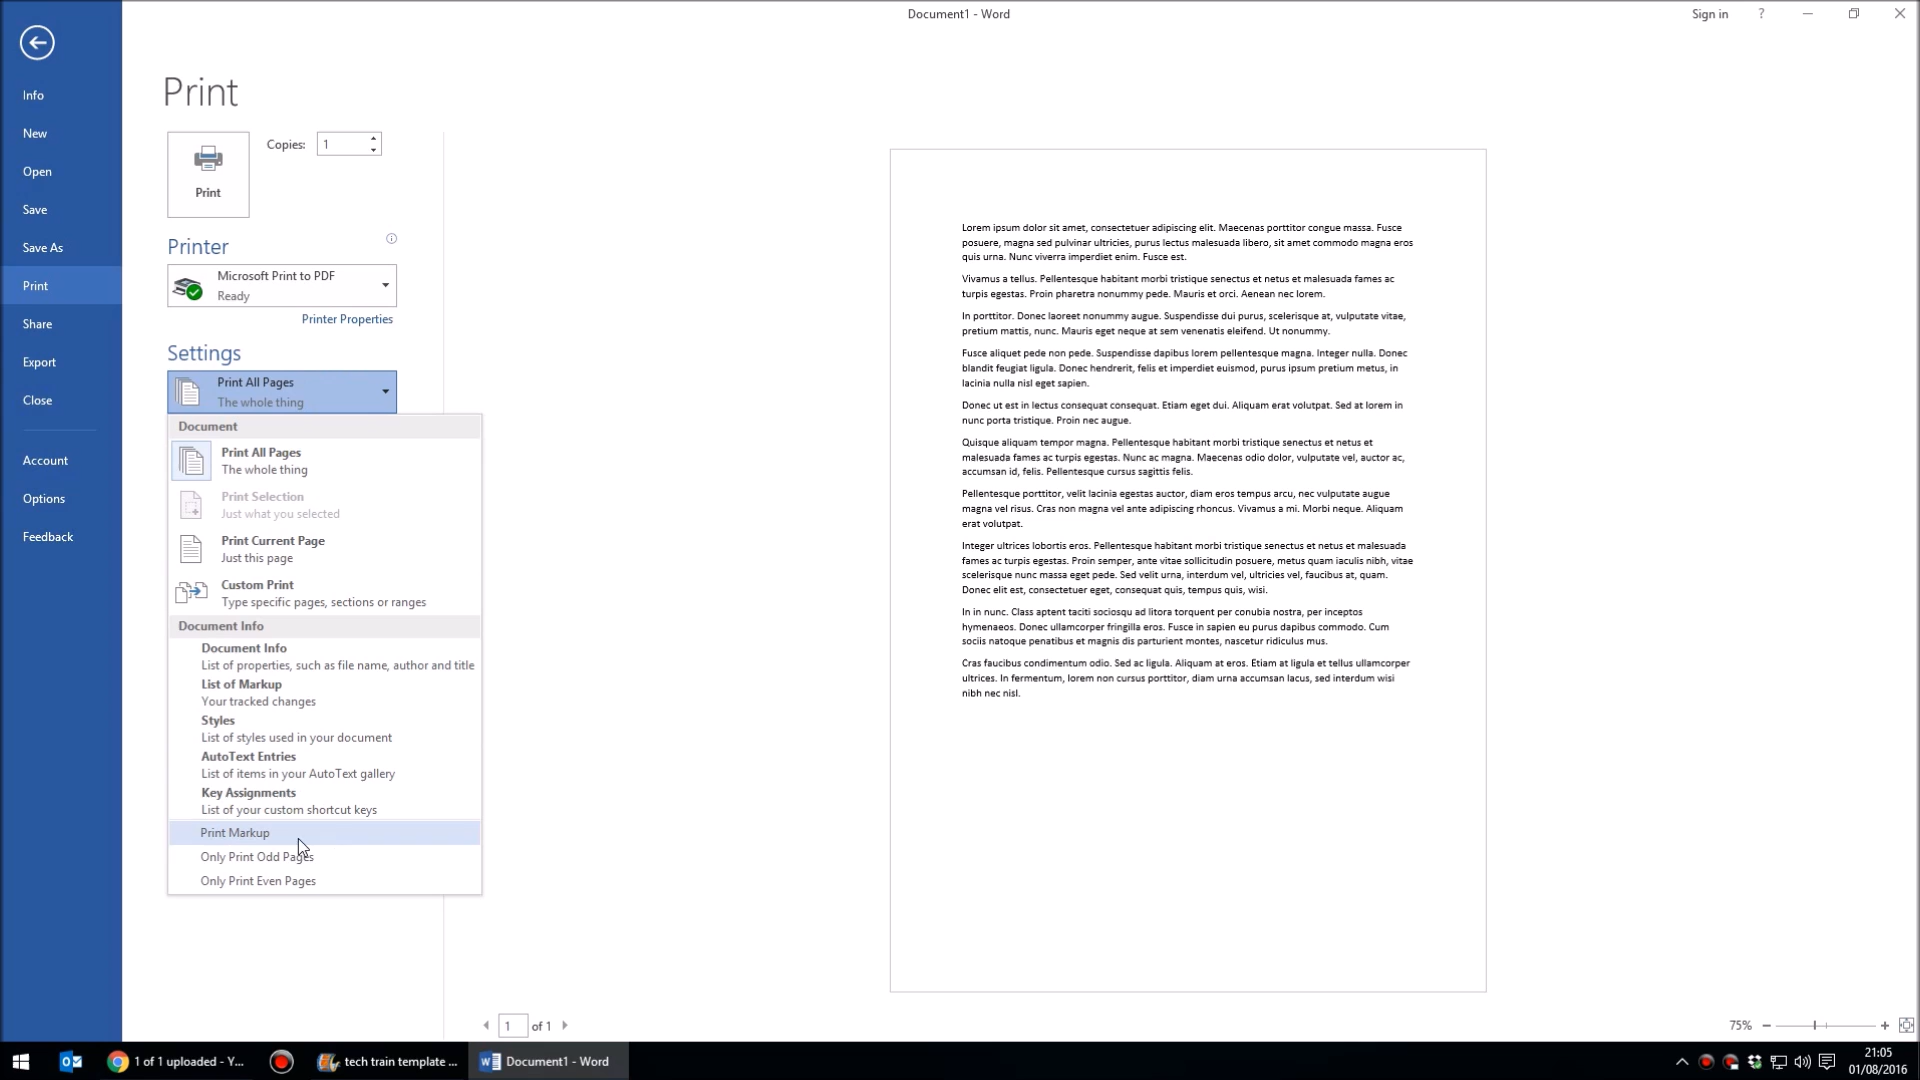 Document1 - Word
Sign in
?
Info
New
Open
Save
Save As
Print
Share
Export
Close
Account
Options
Feedback
Print
Print
Copies:
1
Printer
Microsoft Print to PDF
Ready
Printer Properties
Settings
Print All Pages
The whole thing
Document
Print All Pages
The whole thing
Print Selection
Just what you selected
Print Current Page
Just this page
Custom Print
Type specific pages, sections or ranges
Document Info
Document Info
List of properties, such as file name, author and title
List of Markup
Your tracked changes
Styles
List of styles used in your document
AutoText Entries
List of items in your AutoText gallery
Key Assignments
List of your custom shortcut keys
Print Markup
Only Print Odd Pages
Only Print Even Pages
Lorem ipsum dolor sit amet, consectetuer adipiscing elit. Maecenas porttitor congue massa. Fusce
posuere, magna sed pulvinar ultricies, purus lectus malesuada libero, sit amet commodo magna eros
quis urna. Nunc viverra imperdiet enim. Fusce est.
Vivamus a tellus. Pellentesque habitant morbi tristique senectus et netus et malesuada fames ac
turpis egestas. Proin pharetra nonummy pede. Mauris et orci. Aenean nec lorem.
In porttitor. Donec laoreet nonummy augue. Suspendisse dui purus, scelerisque at, vulputate vitae,
pretium mattis, nunc. Mauris eget neque at sem venenatis eleifend. Ut nonummy.
Fusce aliquet pede non pede. Suspendisse dapibus lorem pellentesque magna. Integer nulla. Donec
blandit feugiat ligula. Donec hendrerit, felis et imperdiet euismod, purus ipsum pretium metus, in
lacinia nulla nisl eget sapien.
Donec ut est in lectus consequat consequat. Etiam eget dui. Aliquam erat volutpat. Sed at lorem in
nunc porta tristique. Proin nec augue.
Quisque aliquam tempor magna. Pellentesque habitant morbi tristique senectus et netus et
malesuada fames ac turpis egestas. Nunc ac magna. Maecenas odio dolor, vulputate vel, auctor ac,
accumsan id, felis. Pellentesque cursus sagittis felis.
Pellentesque porttitor, velit lacinia egestas auctor, diam eros tempus arcu, nec vulputate augue
magna vel risus. Cras non magna vel ante adipiscing rhoncus. Vivamus a mi. Morbi neque. Aliquam
erat volutpat.
Integer ultrices lobortis eros. Pellentesque habitant morbi tristique senectus et netus et malesuada
fames ac turpis egestas. Proin semper, ante vitae sollicitudin posuere, metus quam iaculis nibh, vitae
scelerisque nunc massa eget pede. Sed velit urna, interdum vel, ultricies vel, faucibus at, quam.
Donec elit est, consectetuer eget, consequat quis, tempus quis, wisi.
In in nunc. Class aptent taciti sociosqu ad litora torquent per conubia nostra, per inceptos
hymenaeos. Donec ullamcorper fringilla eros. Fusce in sapien eu purus dapibus commodo. Cum
sociis natoque penatibus et magnis dis parturient montes, nascetur ridiculus mus.
Cras faucibus condimentum odio. Sed ac ligula. Aliquam at eros. Etiam at ligula et tellus ullamcorper
ultrices. In fermentum, lorem non cursus porttitor, diam urna accumsan lacus, sed interdum wisi
nibh nec nisl.
1 of 1
75%
1 of 1 uploaded - Y...
tech train template ...
Document1 - Word
21:05
01/08/2016